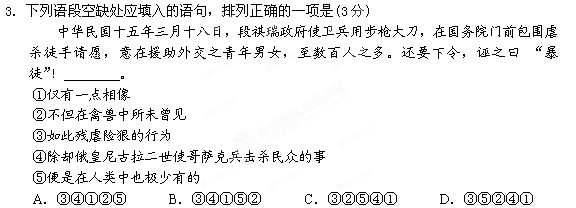 3. 下列语段空缺处应填入的语句，排列正确的一项是(3分)
中华民国十五年三月十八日，段祺瑞政府使卫兵用步枪大刀，在国务院门前包围虐
杀徒手请愿，意在援助外交之青年男女，至数百人之多。还要下令，诬之曰 “暴
徒”！________。
①仅有一点相像
②不但在禽兽中所未曾见
③如此残虐险狠的行为
④除却俄皇尼古拉二世使哥萨克兵击杀民众的事
⑤便是在人类中也极少有的
A．③④①②⑤ B．③④①⑤② C．③②⑤④① D．③⑤②④①